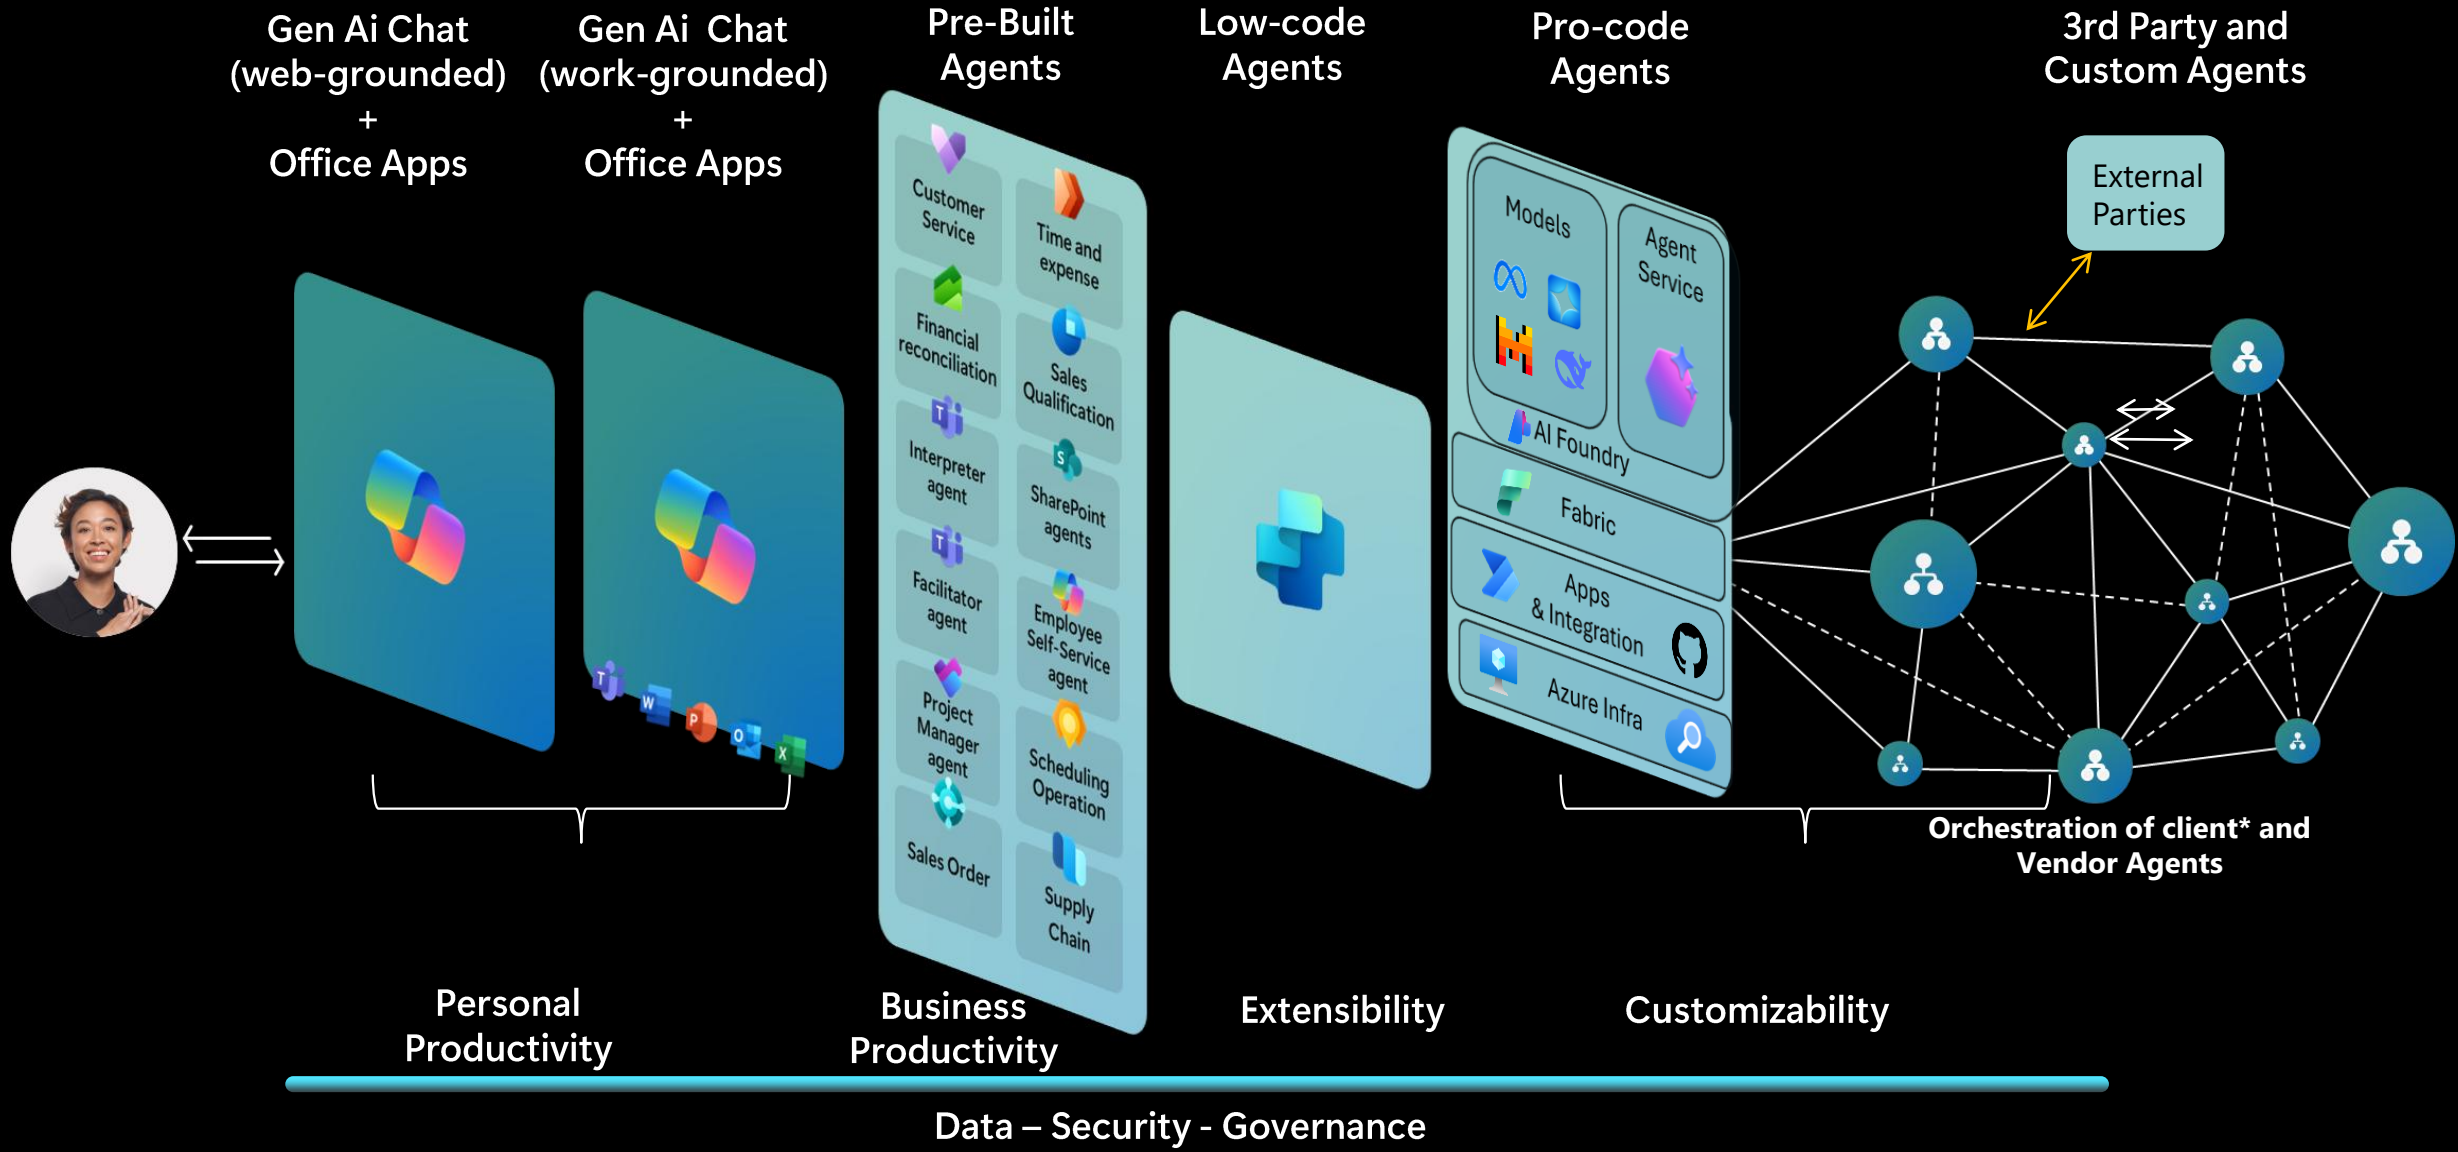 Gen Ai Chat
(web-grounded)
+
Office Apps
Gen Ai Chat
(work-grounded)
+
Office Apps
Pre-Built
Agents
Low-code
Agents
Pro-code
Agents
3rd Party and
Custom Agents
T
W
P
O
X
Customer
Service
Time and
expense
Financial
reconciliation
Sales
Qualification
T
Interpreter
agent
S
SharePoint
agents
T
Facilitator
agent
Employee
Self-Service
agent
Project
Manager
agent
Scheduling
Operation
Sales Order
Supply
Chain
Models
Agent
Service
AI Foundry
Fabric
Apps
& Integration
Azure Infra
External
Parties
Orchestration of client* and
Vendor Agents
Personal
Productivity
Business
Productivity
Extensibility
Customizability
Data – Security - Governance